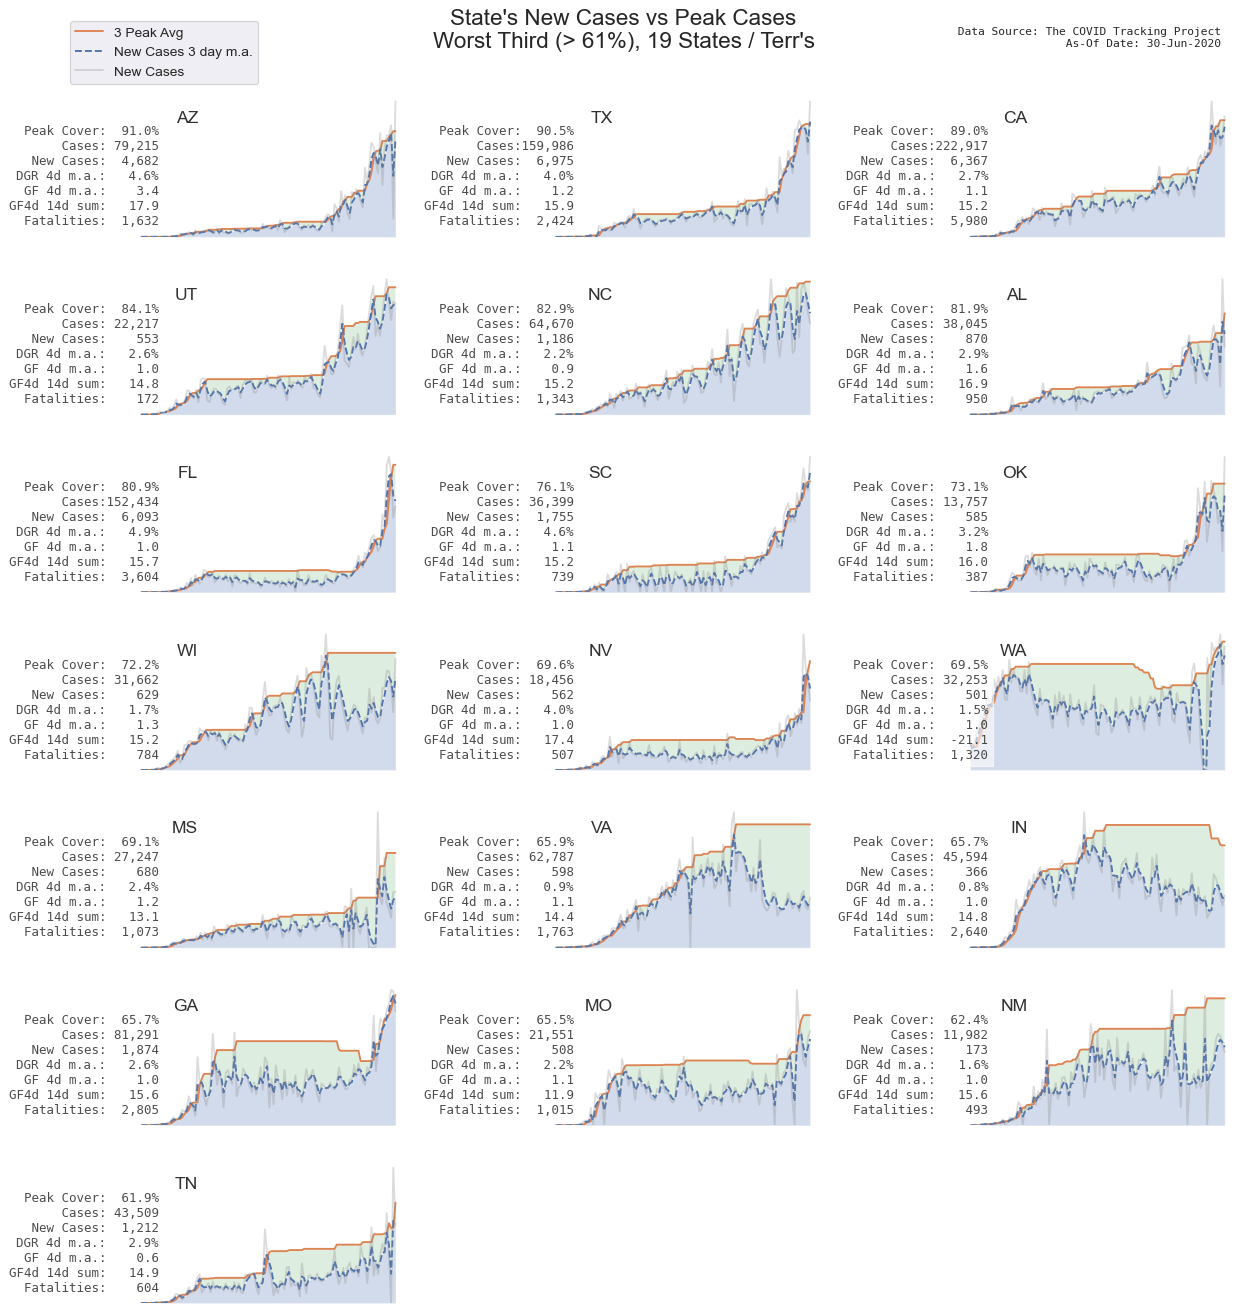 State's New Cases vs Peak Cases
Worst Third (> 61%), 19 States / Terr's
3 Peak Avg
New Cases 3 day m.a.
New Cases
Data Source: The COVID Tracking Project
As-Of Date: 30-Jun-2020
AZ
Peak Cover: 91.0%
Cases: 79,215
New Cases: 4,682
DGR 4d m.a.: 4.6%
GF 4d m.a.: 3.4
GF4d 14d sum: 17.9
Fatalities: 1,632
TX
Peak Cover: 90.5%
Cases:159,986
New Cases: 6,975
DGR 4d m.a.: 4.0%
GF 4d m.a.: 1.2
GF4d 14d sum: 15.9
Fatalities: 2,424
CA
Peak Cover: 89.0%
Cases:222,917
New Cases: 6,367
DGR 4d m.a.: 2.7%
GF 4d m.a.: 1.1
GF4d 14d sum: 15.2
Fatalities: 5,980
UT
Peak Cover: 84.1%
Cases: 22,217
New Cases: 553
DGR 4d m.a.: 2.6%
GF 4d m.a.: 1.0
GF4d 14d sum: 14.8
Fatalities: 172
NC
Peak Cover: 82.9%
Cases: 64,670
New Cases: 1,186
DGR 4d m.a.: 2.2%
GF 4d m.a.: 0.9
GF4d 14d sum: 15.2
Fatalities: 1,343
AL
Peak Cover: 81.9%
Cases: 38,045
New Cases: 870
DGR 4d m.a.: 2.9%
GF 4d m.a.: 1.6
GF4d 14d sum: 16.9
Fatalities: 950
FL
Peak Cover: 80.9%
Cases:152,434
New Cases: 6,093
DGR 4d m.a.: 4.9%
GF 4d m.a.: 1.0
GF4d 14d sum: 15.7
Fatalities: 3,604
SC
Peak Cover: 76.1%
Cases: 36,399
New Cases: 1,755
DGR 4d m.a.: 4.6%
GF 4d m.a.: 1.1
GF4d 14d sum: 15.2
Fatalities: 739
OK
Peak Cover: 73.1%
Cases: 13,757
New Cases: 585
DGR 4d m.a.: 3.2%
GF 4d m.a.: 1.8
GF4d 14d sum: 16.0
Fatalities: 387
WI
Peak Cover: 72.2%
Cases: 31,662
New Cases: 629
DGR 4d m.a.: 1.7%
GF 4d m.a.: 1.3
GF4d 14d sum: 15.2
Fatalities: 784
NV
Peak Cover: 69.6%
Cases: 18,456
New Cases: 562
DGR 4d m.a.: 4.0%
GF 4d m.a.: 1.0
GF4d 14d sum: 17.4
Fatalities: 507
WA
Peak Cover: 69.5%
Cases: 32,253
New Cases: 501
DGR 4d m.a.: 1.5%
GF 4d m.a.: 1.0
GF4d 14d sum: -21.1
Fatalities: 1,320
MS
Peak Cover: 69.1%
Cases: 27,247
New Cases: 680
DGR 4d m.a.: 2.4%
GF 4d m.a.: 1.2
GF4d 14d sum: 13.1
Fatalities: 1,073
VA
Peak Cover: 65.9%
Cases: 62,787
New Cases: 598
DGR 4d m.a.: 0.9%
GF 4d m.a.: 1.1
GF4d 14d sum: 14.4
Fatalities: 1,763
IN
Peak Cover: 65.7%
Cases: 45,594
New Cases: 366
DGR 4d m.a.: 0.8%
GF 4d m.a.: 1.0
GF4d 14d sum: 14.8
Fatalities: 2,640
GA
Peak Cover: 65.7%
Cases: 81,291
New Cases: 1,874
DGR 4d m.a.: 2.6%
GF 4d m.a.: 1.0
GF4d 14d sum: 15.6
Fatalities: 2,805
MO
Peak Cover: 65.5%
Cases: 21,551
New Cases: 508
DGR 4d m.a.: 2.2%
GF 4d m.a.: 1.1
GF4d 14d sum: 11.9
Fatalities: 1,015
NM
Peak Cover: 62.4%
Cases: 11,982
New Cases: 173
DGR 4d m.a.: 1.6%
GF 4d m.a.: 1.0
GF4d 14d sum: 15.6
Fatalities: 493
TN
Peak Cover: 61.9%
Cases: 43,509
New Cases: 1,212
DGR 4d m.a.: 2.9%
GF 4d m.a.: 0.6
GF4d 14d sum: 14.9
Fatalities: 604